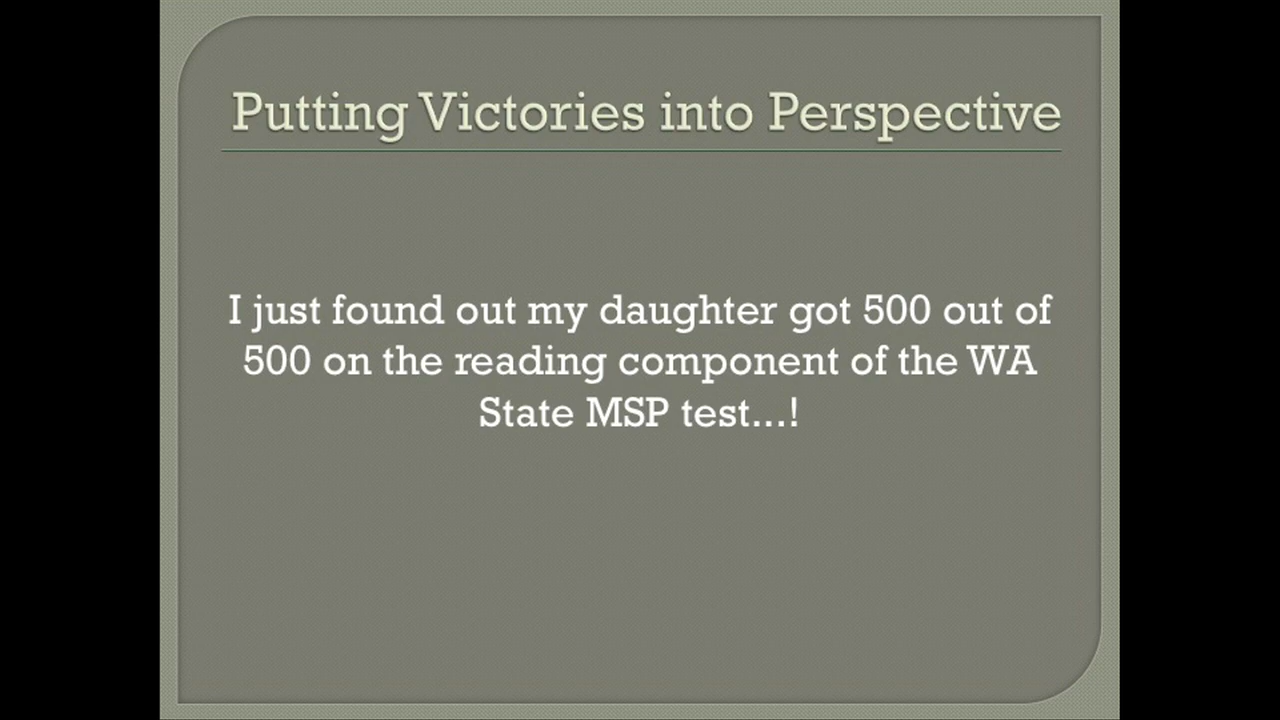 Putting Victories into Perspective
I just found out my daughter got 500 out of
500 on the reading component of the WA
State MSP test...!